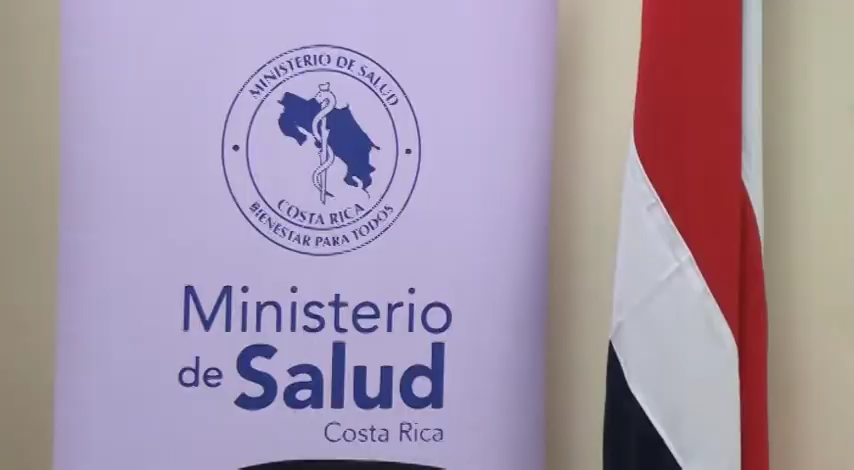 MINISTERIO DE SALUD
COSTA RICA
BIENESTAR PARA TODOS
Ministerio
de Salud
Costa Rica